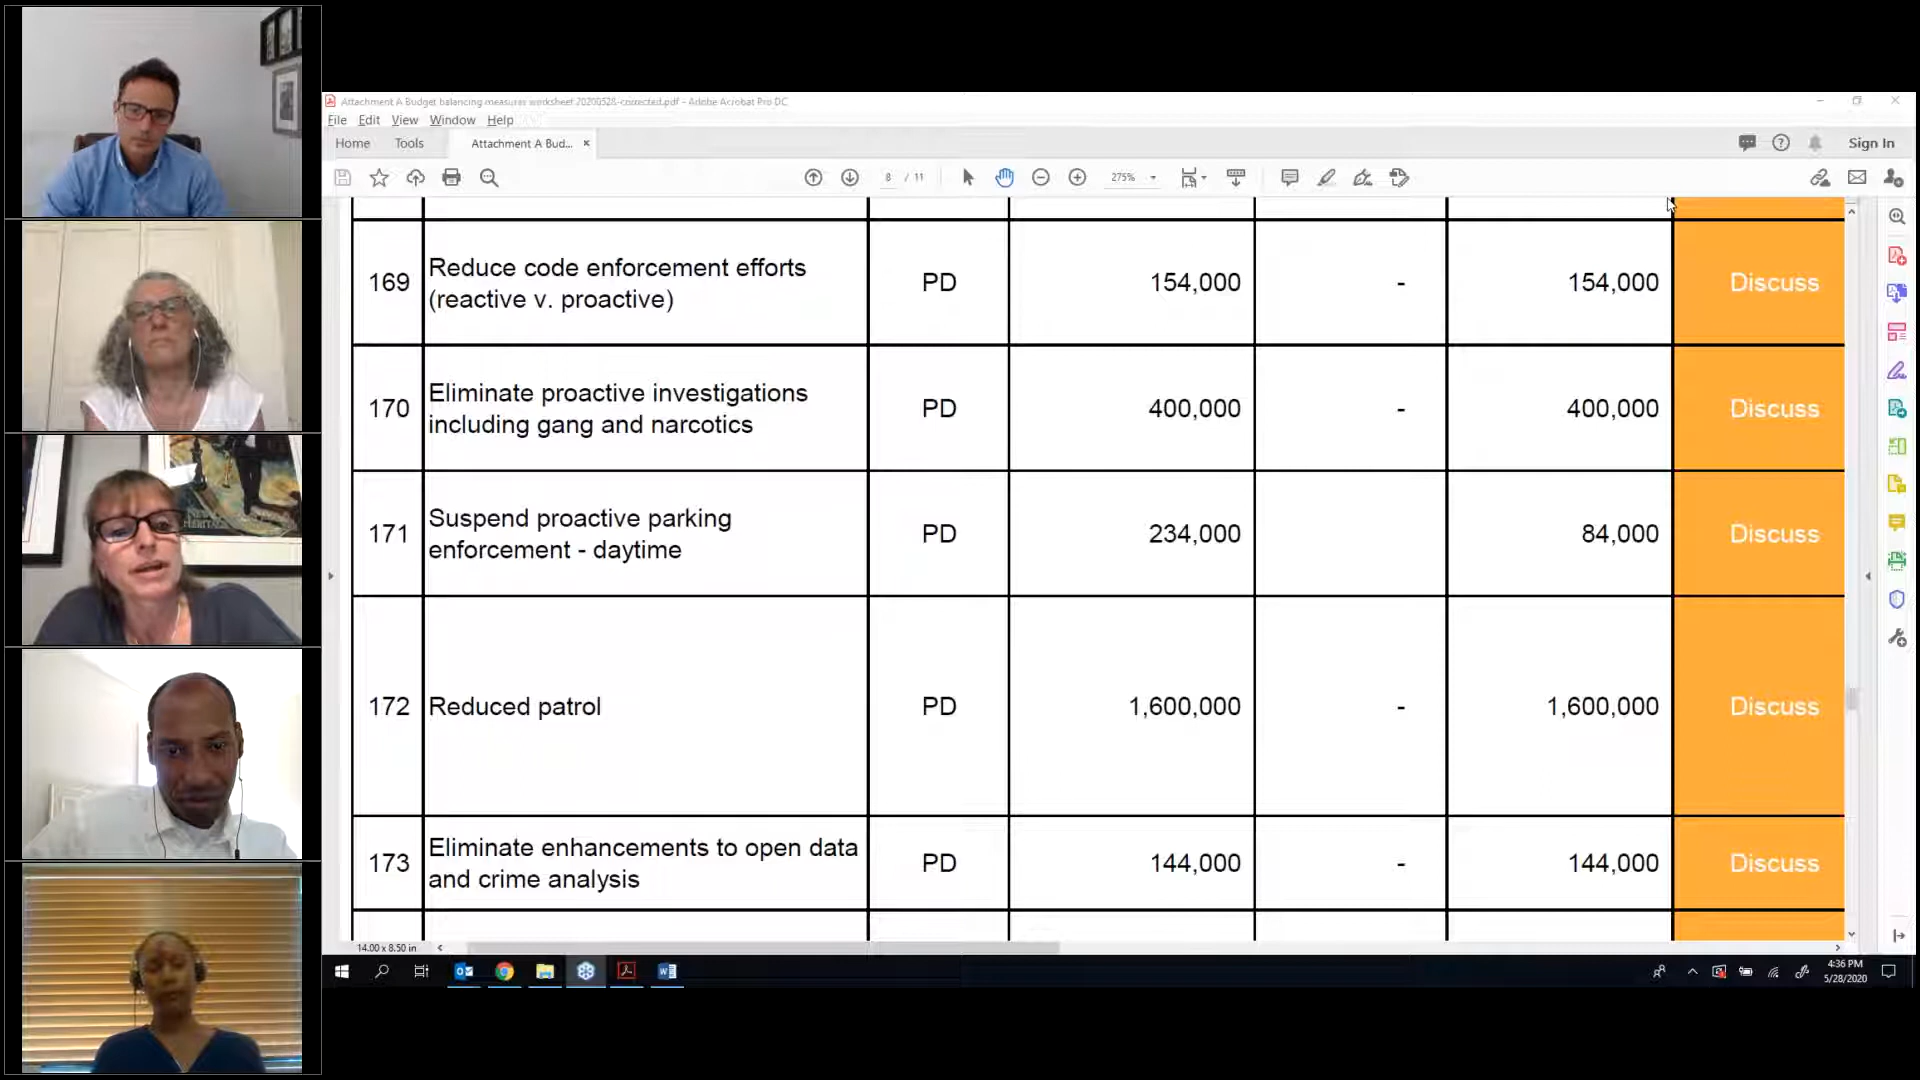 Attachment A Budget balancing measures worksheet 20200528-corrected.pdf - Adobe Acrobat Pro DC
File Edit View Window Help
Home Tools Attachment A Bud... ×
Sign In
8 / 11 275%
169 Reduce code enforcement efforts (reactive v. proactive) PD 154,000 - 154,000 Discuss
170 Eliminate proactive investigations including gang and narcotics PD 400,000 - 400,000 Discuss
171 Suspend proactive parking enforcement - daytime PD 234,000 84,000 Discuss
172 Reduced patrol PD 1,600,000 - 1,600,000 Discuss
173 Eliminate enhancements to open data and crime analysis PD 144,000 - 144,000 Discuss
14.00 x 8.50 in
4:36 PM
5/28/2020